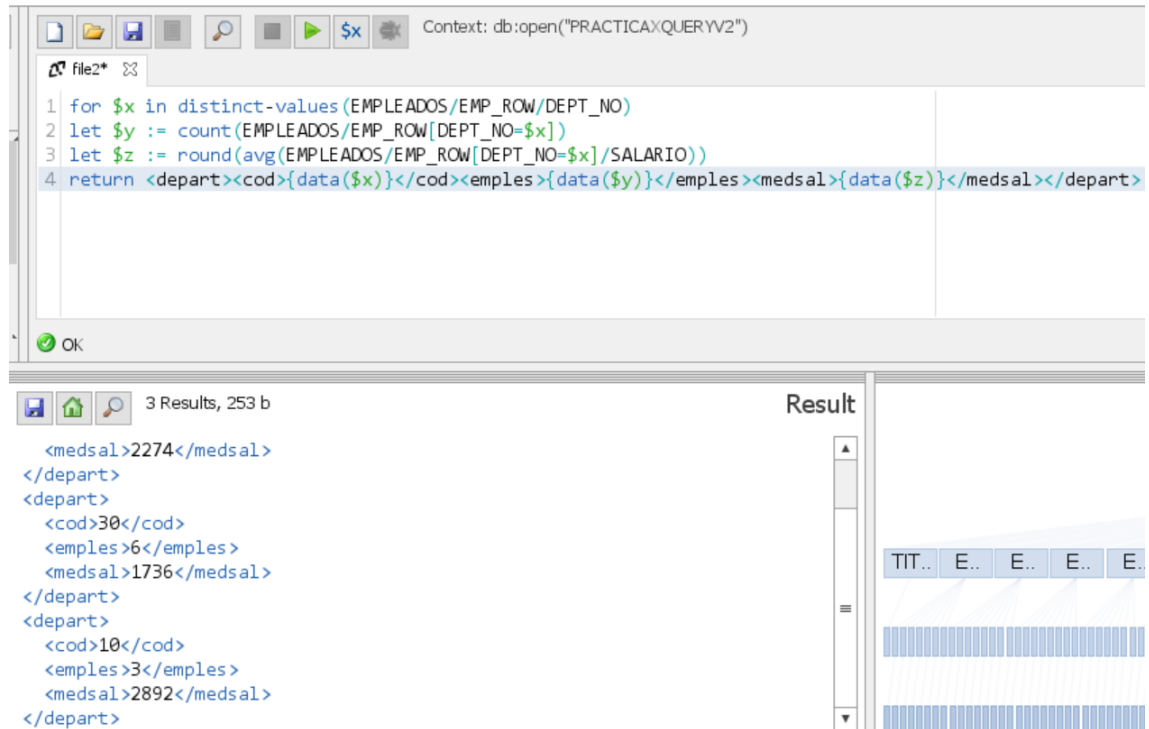 $x Context: db:open("PRACTICAXQUERYV2")
file2*
1 for $x in distinct-values(EMPLEADOS/EMP_ROW/DEPT_NO)
2 let $y := count(EMPLEADOS/EMP_ROW[DEPT_NO=$x])
3 let $z := round(avg(EMPLEADOS/EMP_ROW[DEPT_NO=$x]/SALARIO))
4 return <depart><cod>{data($x)}</cod><emples>{data($y)}</emples><medsal>{data($z)}</medsal></depart>
OK
3 Results, 253 b Result
<medsal>2274</medsal>
</depart>
<depart>
<cod>30</cod>
<emples>6</emples>
<medsal>1736</medsal>
</depart>
<depart>
<cod>10</cod>
<emples>3</emples>
<medsal>2892</medsal>
</depart>
TIT.. E.. E.. E.. E.